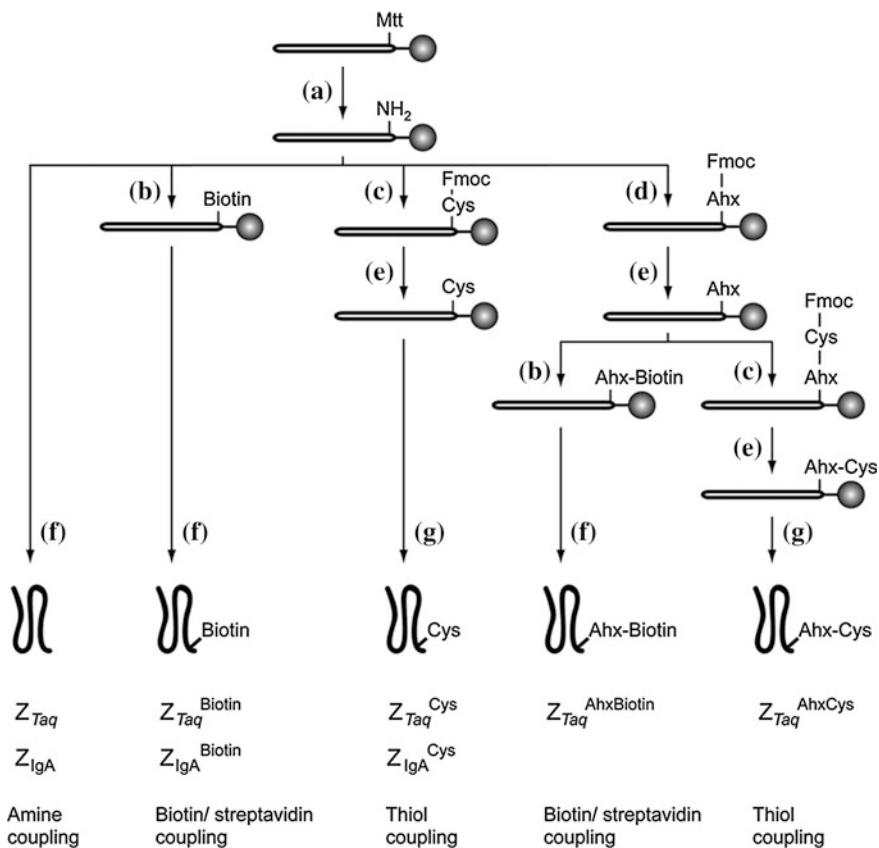 Mtt
(a)
NH2
Fmoc
(b) (c) Fmoc (d)
Biotin Cys Ahx
(e) (e)
Cys Ahx Fmoc
Cys
(b) (c)
Ahx-Biotin Ahx
(e)
Ahx-Cys
(f) (f) (g) (f) (g)
Biotin Cys Ahx-Biotin Ahx-Cys
ZTaq ZTaqBiotin ZTaqCys ZTaqAhxBiotin ZTaqAhxCys
ZIgA ZIgABiotin ZIgACys
Amine Biotin/ streptavidin Thiol Biotin/ streptavidin Thiol
coupling coupling coupling coupling coupling